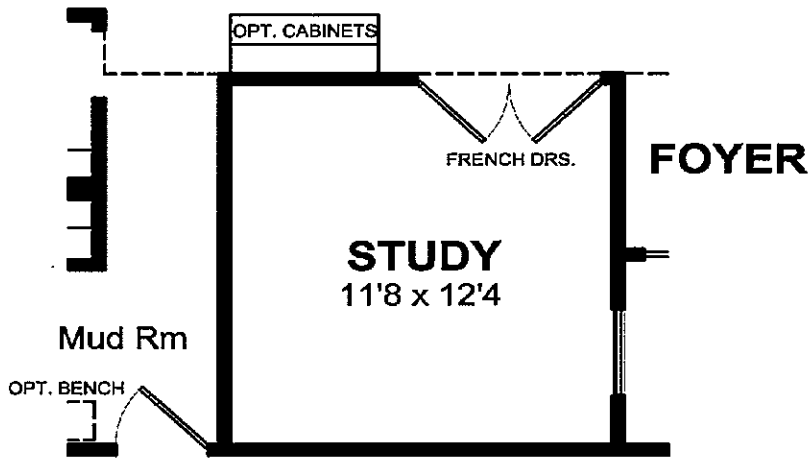 OPT. CABINETS
FRENCH DRS.
FOYER
STUDY
11'8 x 12'4
Mud Rm
OPT. BENCH